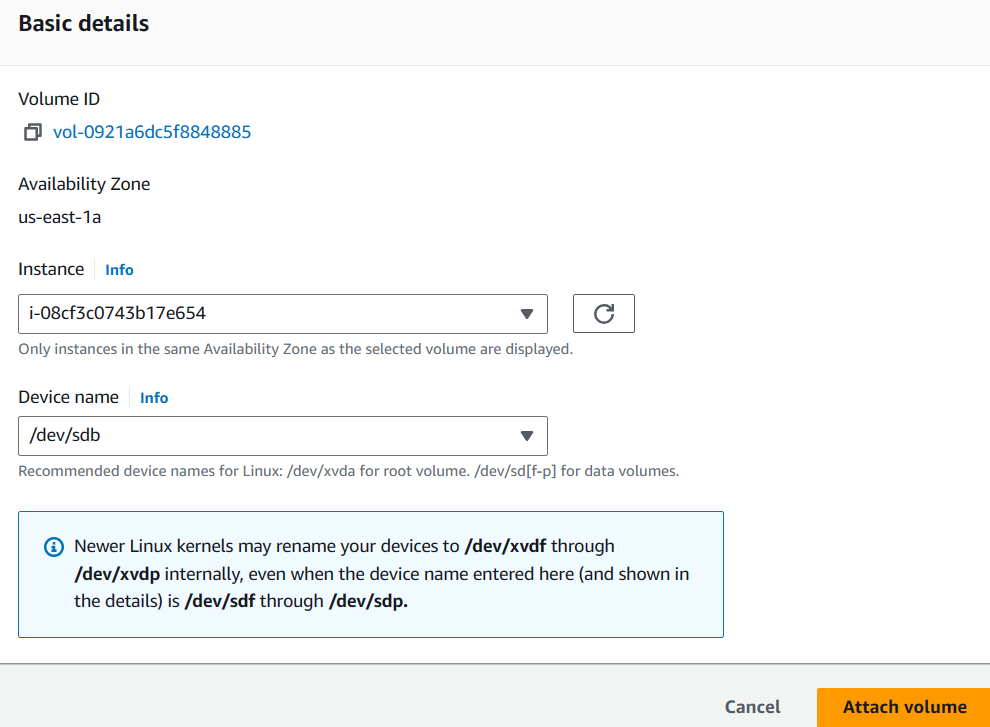 Basic details
Volume ID
vol-0921a6dc5f8848885
Availability Zone
us-east-1a
Instance Info
i-08cf3c0743b17e654
Only instances in the same Availability Zone as the selected volume are displayed.
Device name Info
/dev/sdb
Recommended device names for Linux: /dev/xvda for root volume. /dev/sd[f-p] for data volumes.
Newer Linux kernels may rename your devices to /dev/xvdf through
/dev/xvdp internally, even when the device name entered here (and shown in
the details) is /dev/sdf through /dev/sdp.
Cancel Attach volume